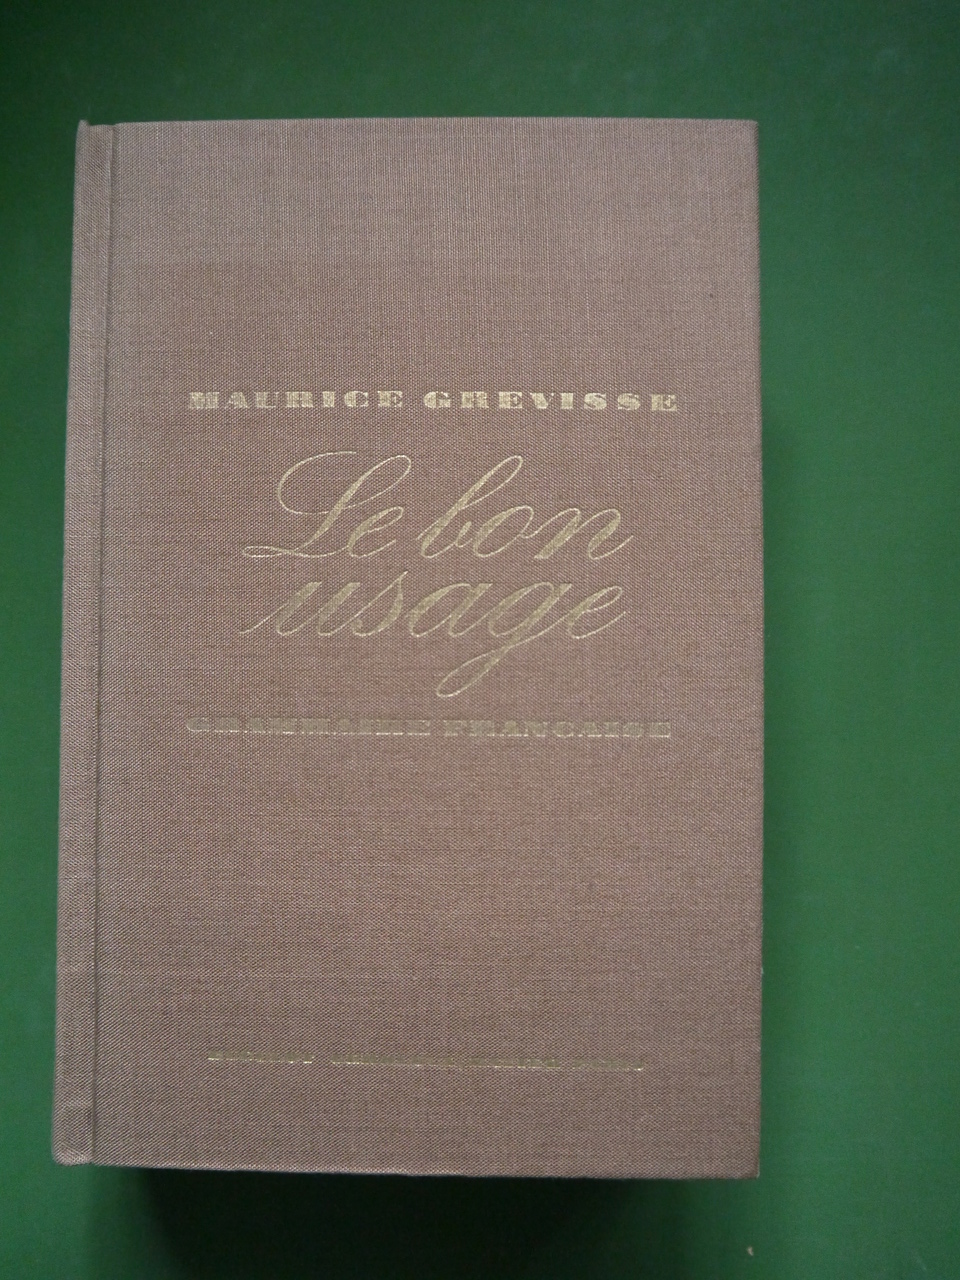 MAURICE GREVISSE
Le bon
usage
GRAMMAIRE FRANÇAISE